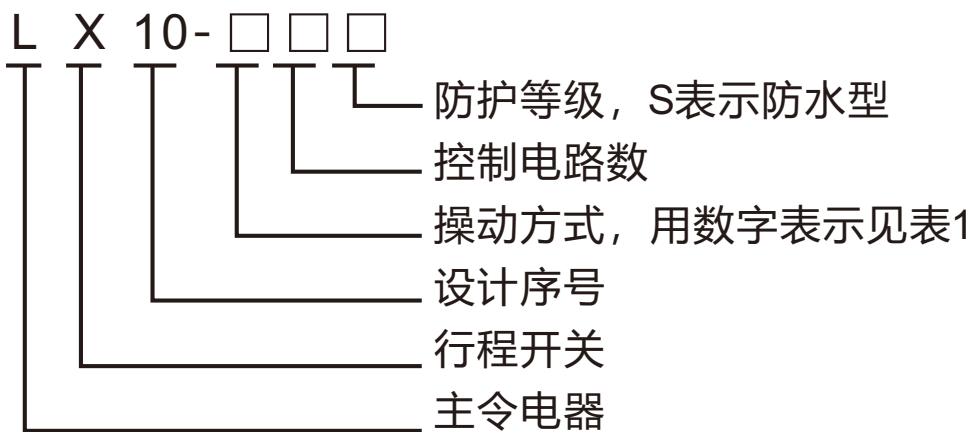 L X 10-□□□
防护等级，S表示防水型
控制电路数
操动方式，用数字表示见表1
设计序号
行程开关
主令电器